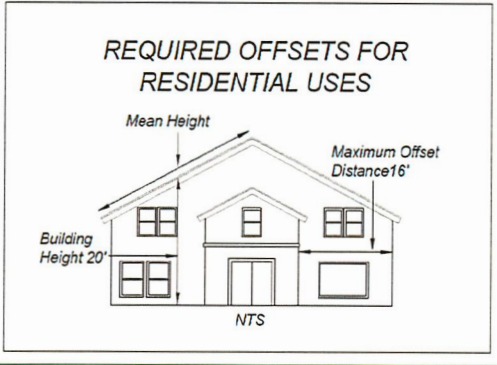 REQUIRED OFFSETS FOR
RESIDENTIAL USES
Mean Height
Maximum Offset
Distance16'
Building
Height 20'
NTS